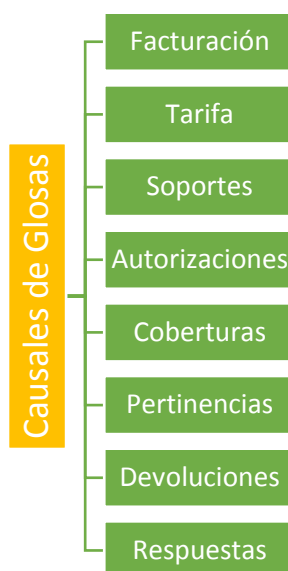 Causales de Glosas
Facturación
Tarifa
Soportes
Autorizaciones
Coberturas
Pertinencias
Devoluciones
Respuestas